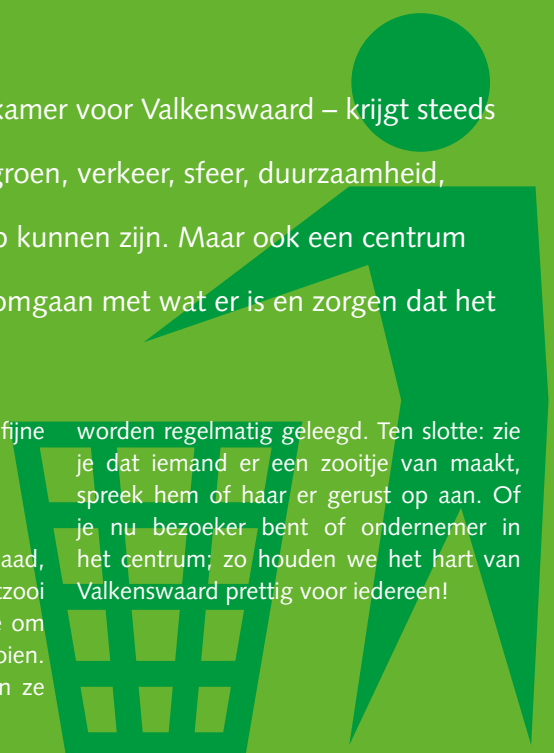 kamer voor Valkenswaard – krijgt steeds
groen, verkeer, sfeer, duurzaamheid,
kunnen zijn. Maar ook een centrum
omgaan met wat er is en zorgen dat het
fijne
aad,
tzooi
e om
oien.
n ze
worden regelmatig geleegd. Ten slotte: zie
je dat iemand er een zooitje van maakt,
spreek hem of haar er gerust op aan. Of
je nu bezoeker bent of ondernemer in
het centrum; zo houden we het hart van
Valkenswaard prettig voor iedereen!